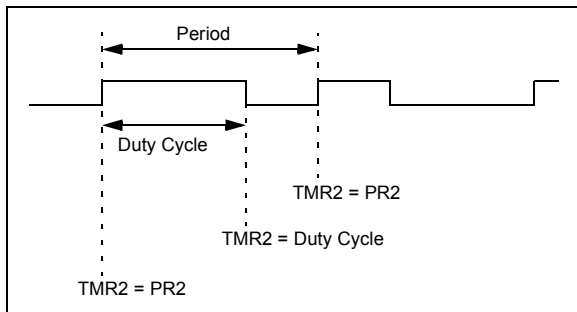 Period
Duty Cycle
TMR2 = PR2
TMR2 = Duty Cycle
TMR2 = PR2